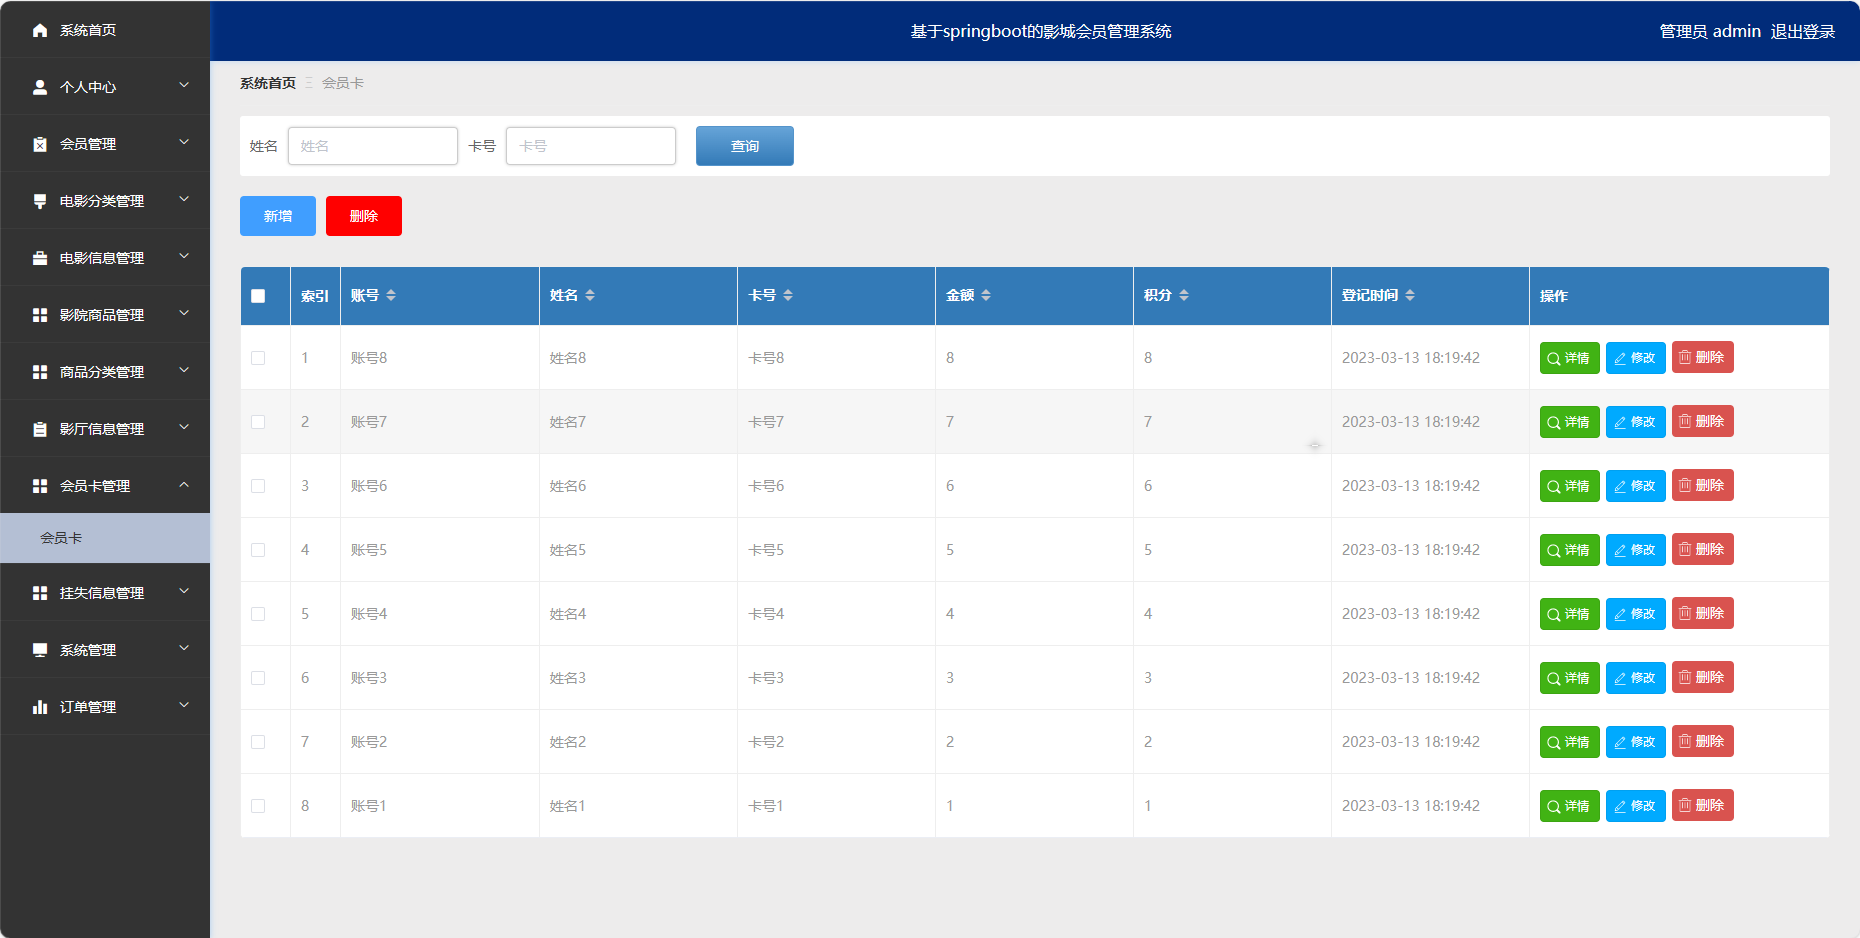 系统首页
个人中心
会员管理
电影分类管理
电影信息管理
影院商品管理
商品分类管理
影厅信息管理
会员卡管理
会员卡
挂失信息管理
系统管理
订单管理
基于springboot的影城会员管理系统
管理员 admin 退出登录
系统首页 会员卡
姓名 姓名 卡号 卡号 查询
新增 删除
索引 账号 姓名 卡号 金额 积分 登记时间 操作
1 账号8 姓名8 卡号8 8 8 2023-03-13 18:19:42 详情 修改 删除
2 账号7 姓名7 卡号7 7 7 2023-03-13 18:19:42 详情 修改 删除
3 账号6 姓名6 卡号6 6 6 2023-03-13 18:19:42 详情 修改 删除
4 账号5 姓名5 卡号5 5 5 2023-03-13 18:19:42 详情 修改 删除
5 账号4 姓名4 卡号4 4 4 2023-03-13 18:19:42 详情 修改 删除
6 账号3 姓名3 卡号3 3 3 2023-03-13 18:19:42 详情 修改 删除
7 账号2 姓名2 卡号2 2 2 2023-03-13 18:19:42 详情 修改 删除
8 账号1 姓名1 卡号1 1 1 2023-03-13 18:19:42 详情 修改 删除